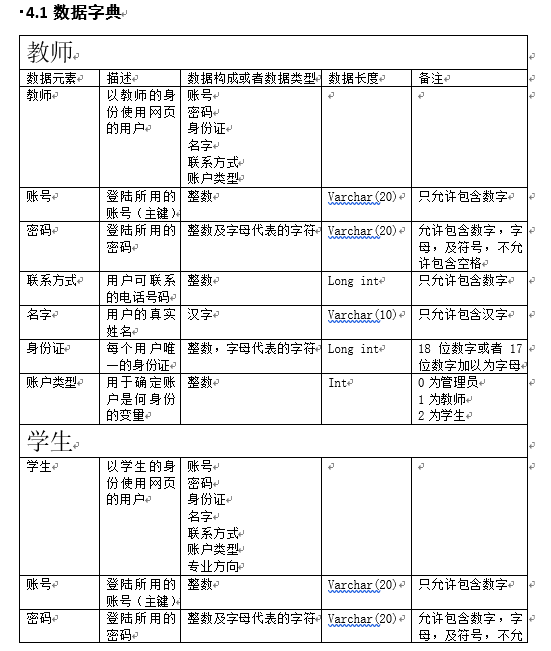 4.1 数据字典
教师
数据元素 描述 数据构成或者数据类型 数据长度 备注
教师 以教师的身份使用网页的用户 账号
密码
身份证
名字
联系方式
账户类型
账号 登陆所用的账号（主键） 整数 Varchar(20) 只允许包含数字
密码 登陆所用的密码 整数及字母代表的字符 Varchar(20) 允许包含数字，字母，及符号，不允许包含空格
联系方式 用户可联系的电话号码 整数 Long int 只允许包含数字
名字 用户的真实姓名 汉字 Varchar(10) 只允许包含汉字
身份证 每个用户唯一的身份证 整数，字母代表的字符 Long int 18 位数字或者 17 位数字加以为字母
账户类型 用于确定账户是何身份的变量 整数 Int 0 为管理员
1 为教师
2 为学生
学生
学生 以学生的身份使用网页的用户 账号
密码
身份证
名字
联系方式
账户类型
专业方向
账号 登陆所用的账号（主键） 整数 Varchar(20) 只允许包含数字
密码 登陆所用的密码 整数及字母代表的字符 Varchar(20) 允许包含数字，字母，及符号，不允